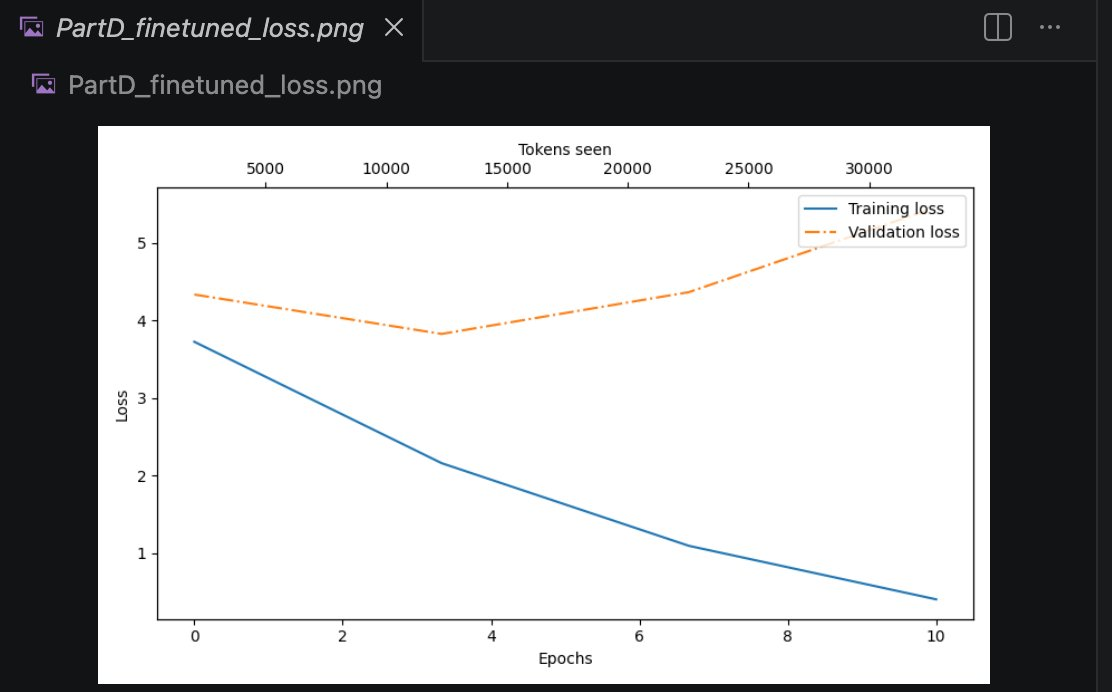 PartD_finetuned_loss.png
PartD_finetuned_loss.png
Tokens seen
5000 10000 15000 20000 25000 30000
Training loss
Validation loss
5
4
3
2
1
Loss
0 2 4 6 8 10
Epochs